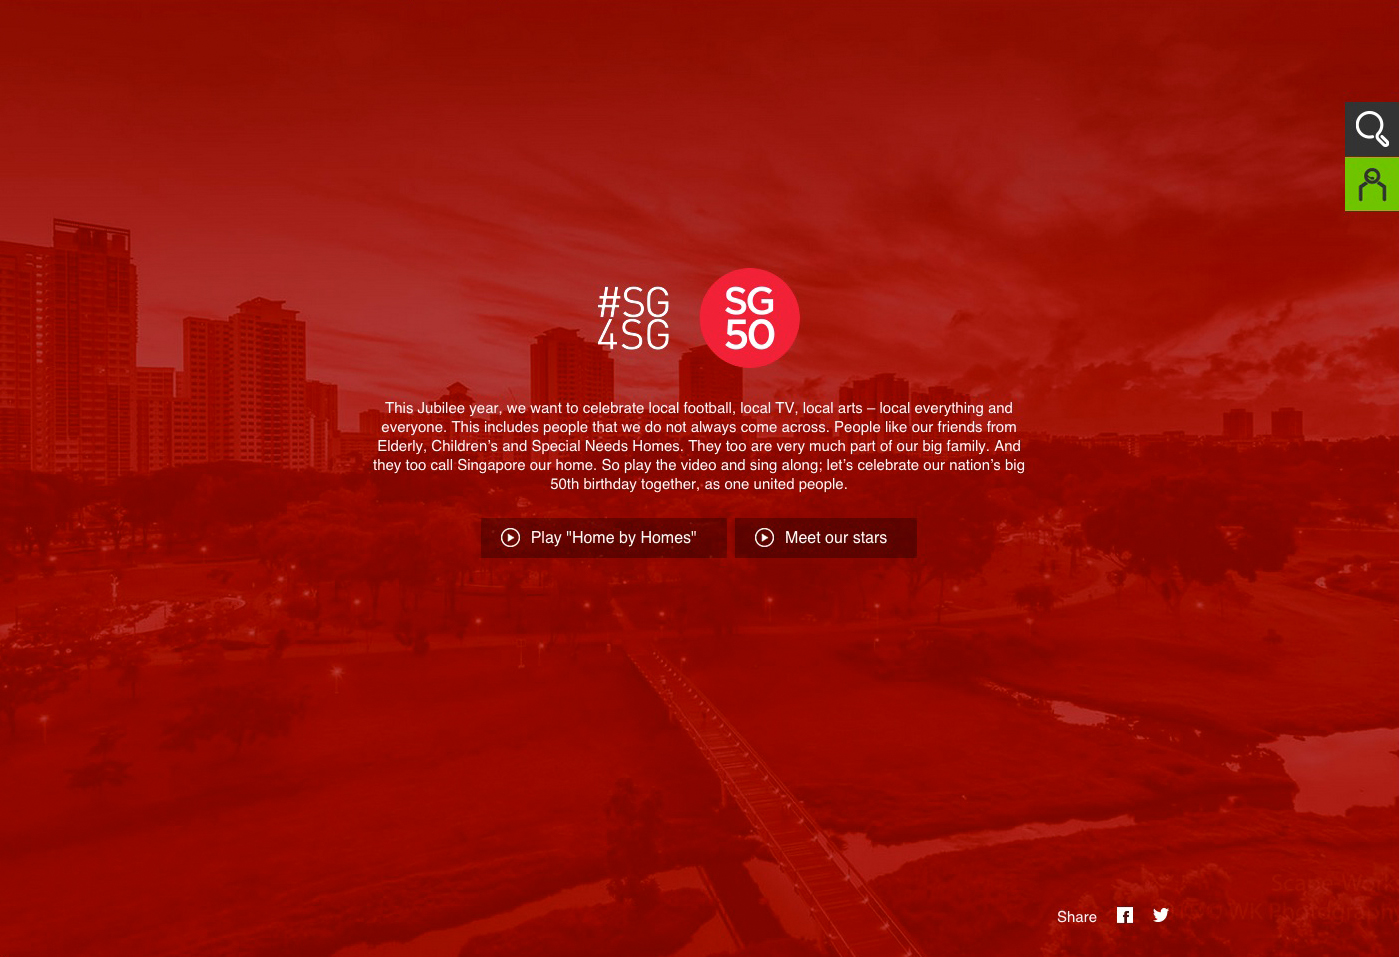 #SG
4SG
SG
50
This Jubilee year, we want to celebrate local football, local TV, local arts – local everything and
everyone. This includes people that we do not always come across. People like our friends from
Elderly, Children’s and Special Needs Homes. They too are very much part of our big family. And
they too call Singapore our home. So play the video and sing along; let’s celebrate our nation’s big
50th birthday together, as one united people.
Play "Home by Homes"
Meet our stars
Share
WK Photograph